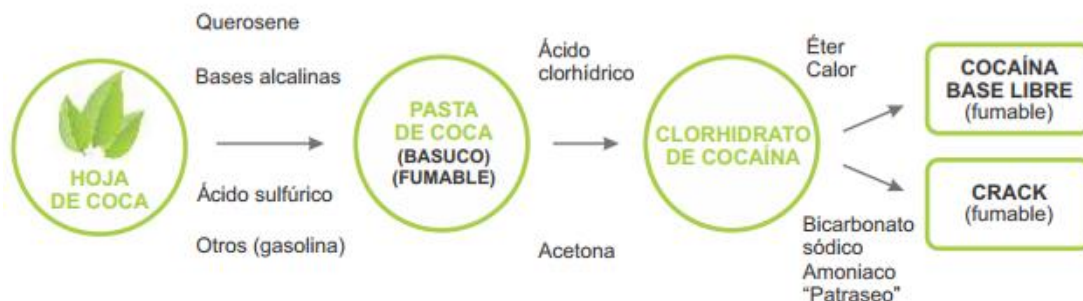 Querosene
Bases alcalinas
HOJA
DE COCA
Ácido sulfúrico
Otros (gasolina)
PASTA
DE COCA
(BASUCO)
(FUMABLE)
Ácido
clorhídrico
Acetona
CLORHIDRATO
DE COCAÍNA
Éter
Calor
COCAÍNA
BASE LIBRE
(fumable)
CRACK
(fumable)
Bicarbonato
sódico
Amoniaco
“Patraseo”